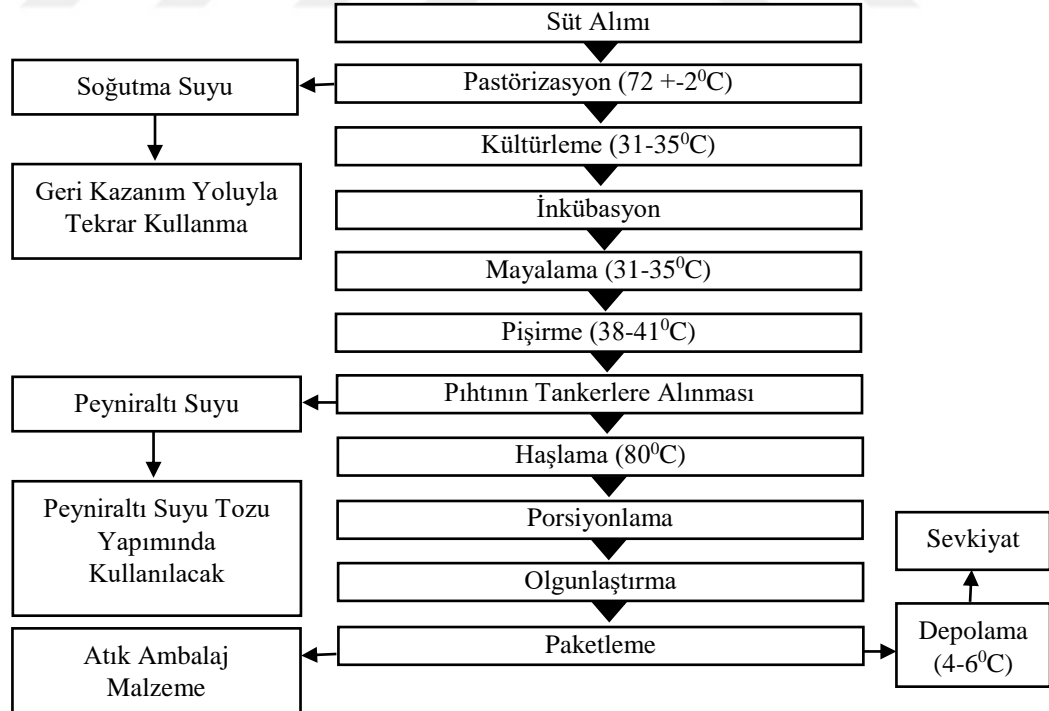 Süt Alımı
Soğutma Suyu
Pastörizasyon (72 +-2⁰C)
Kültürleme (31-35⁰C)
Geri Kazanım Yoluyla
Tekrar Kullanma
İnkübasyon
Mayalama (31-35⁰C)
Pişirme (38-41⁰C)
Peyniraltı Suyu
Pıhtının Tankerlere Alınması
Haşlama (80⁰C)
Peyniraltı Suyu Tozu
Yapımında
Kullanılacak
Porsiyonlama
Sevkiyat
Olgunlaştırma
Paketleme
Depolama
(4-6⁰C)
Atık Ambalaj
Malzeme